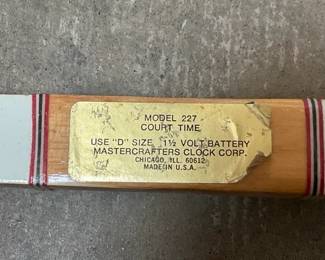 MODEL 227
COURT TIME
USE "D" SIZE 1½ VOLT BATTERY
MASTERCRAFTERS CLOCK CORP.
CHICAGO, ILL. 60612
MADE IN U.S.A.